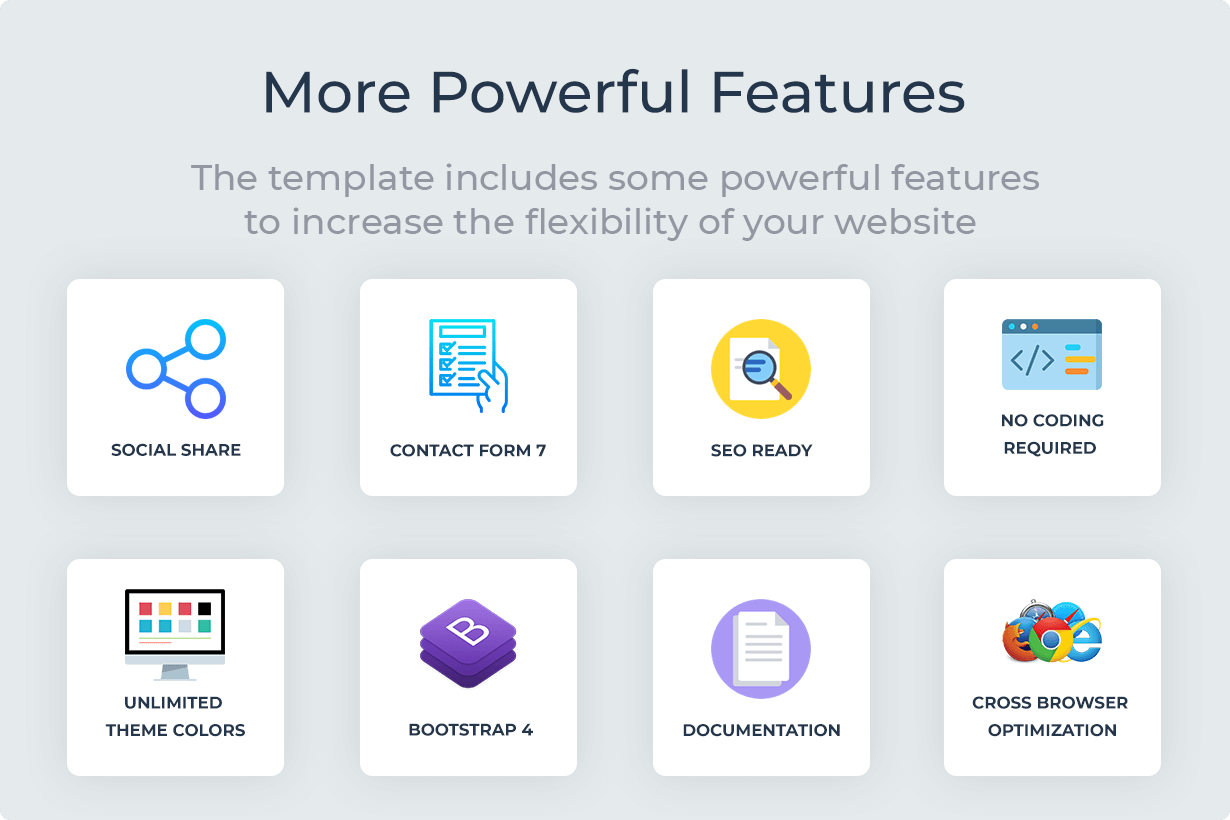 More Powerful Features
The template includes some powerful features
to increase the flexibility of your website
SOCIAL SHARE
CONTACT FORM 7
SEO READY
NO CODING
REQUIRED
UNLIMITED
THEME COLORS
B
BOOTSTRAP 4
DOCUMENTATION
CROSS BROWSER
OPTIMIZATION